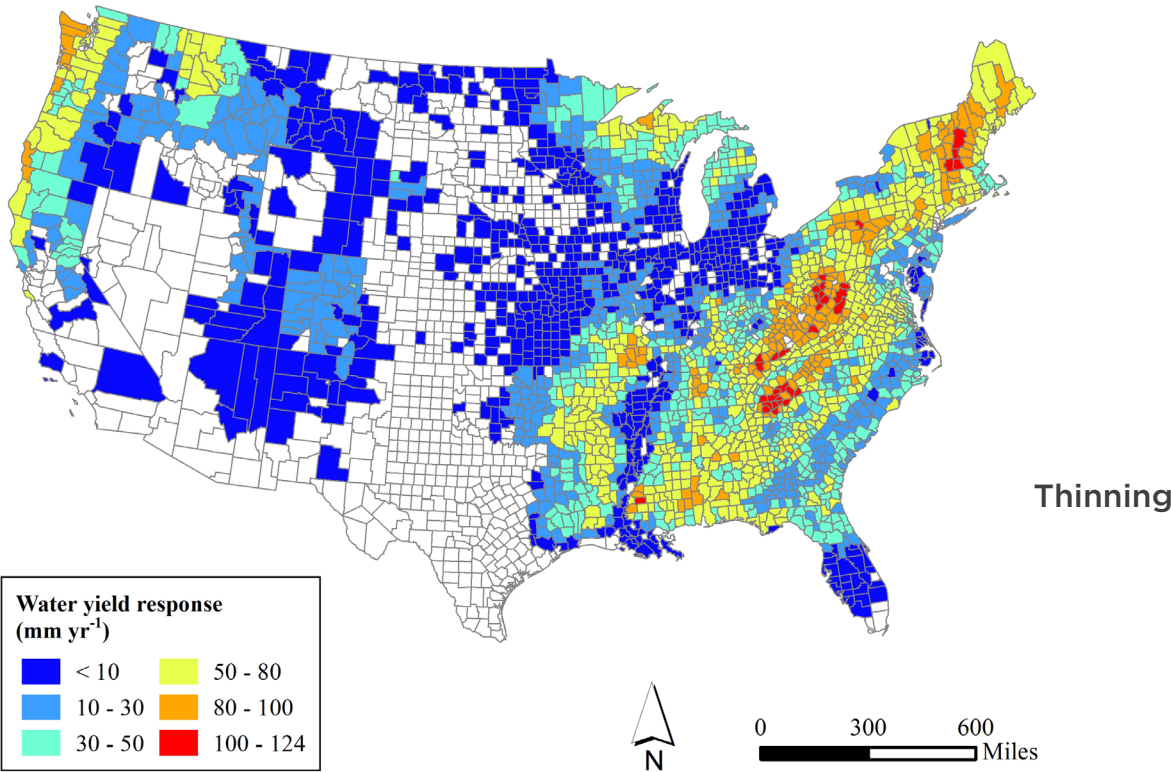 Thinning
Water yield response
(mm yr⁻¹)
< 10
10 - 30
30 - 50
50 - 80
80 - 100
100 - 124
N
0 300 600
Miles